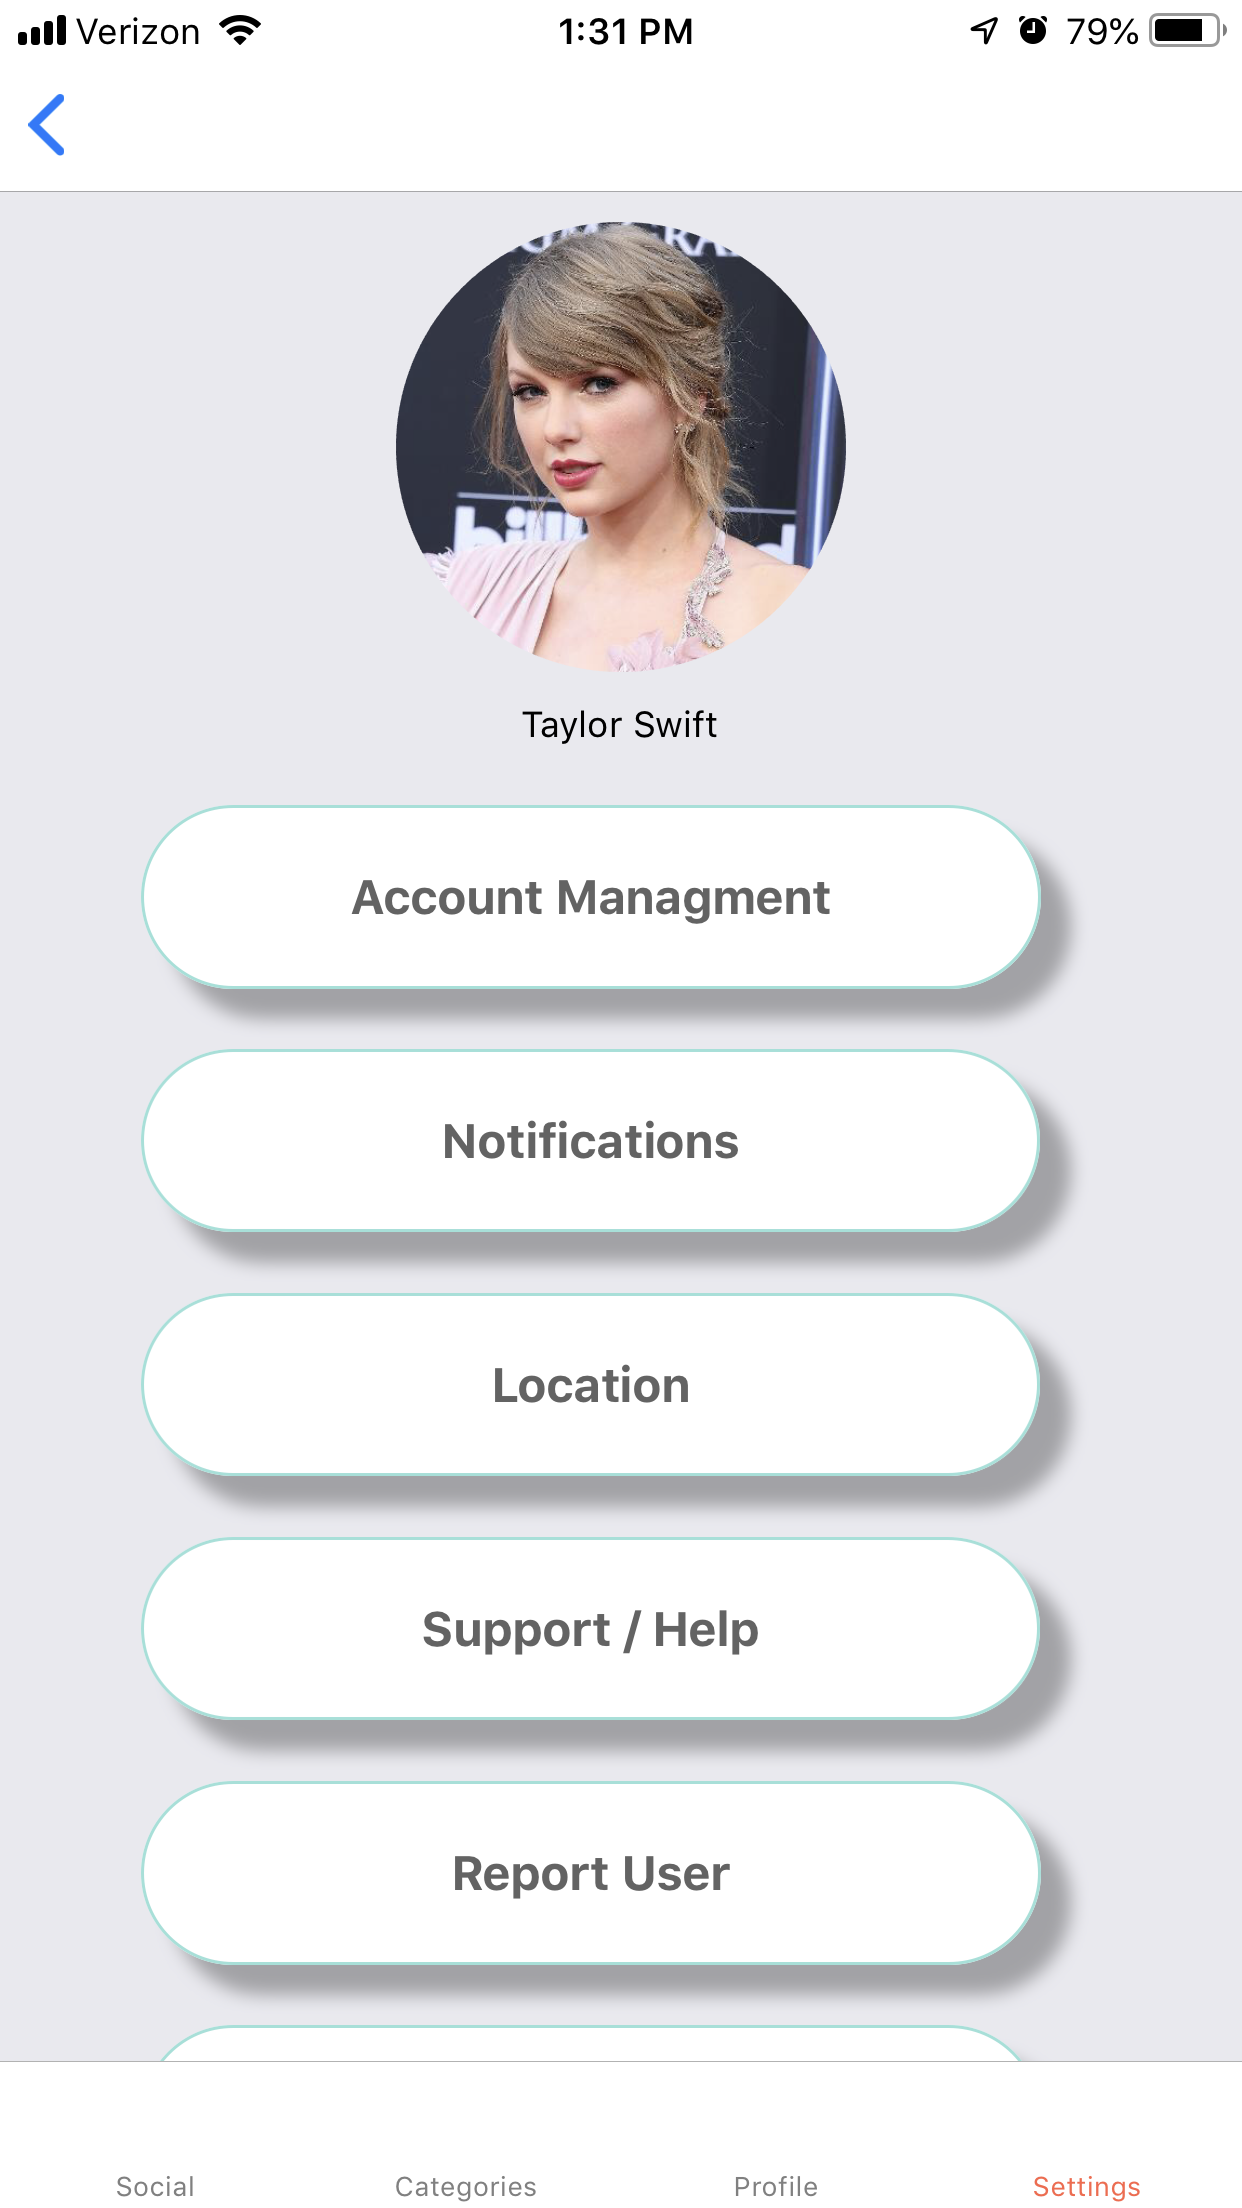 Verizon 1:31 PM 79%
Taylor Swift
Account Managment
Notifications
Location
Support / Help
Report User
Social Categories Profile Settings